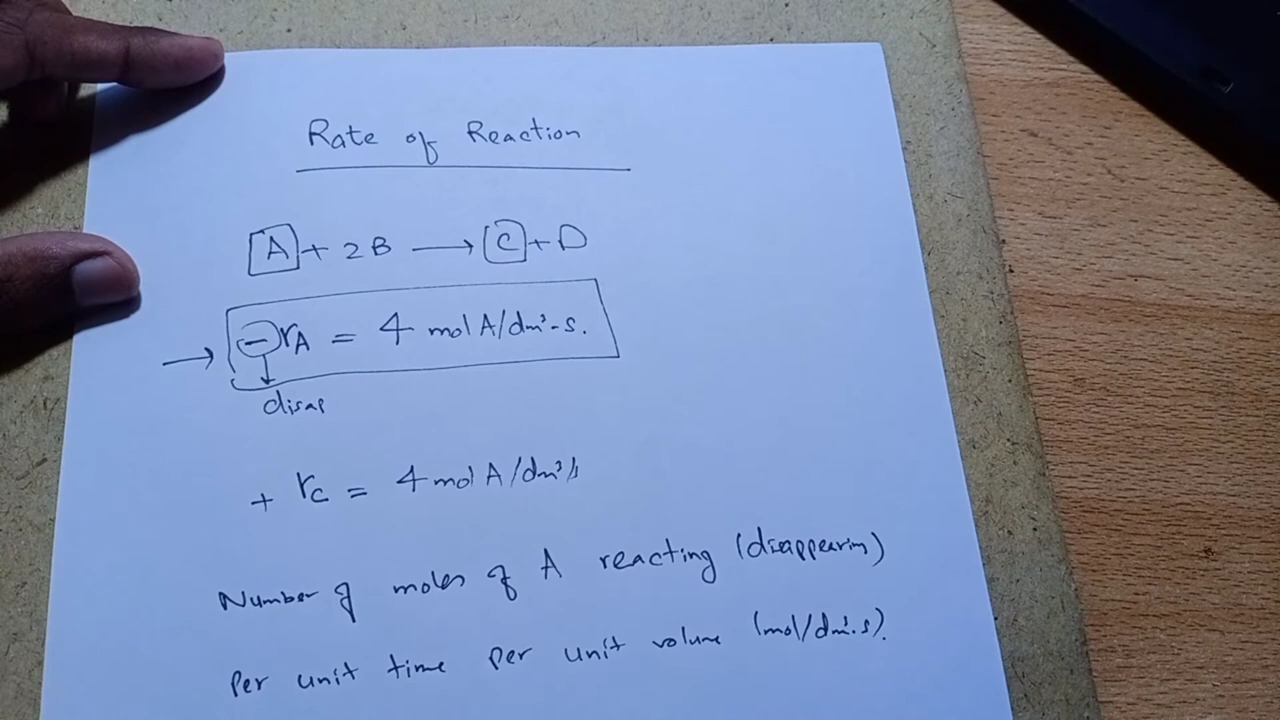 Rate of Reaction
A + 2B → C + D
→ -rA = 4 mol A/dm³-s.
disap
+ rC = 4 mol A/dm³/s
Number of moles of A reacting (disappearing)
Per unit time per unit volume (mol/dm³.s).